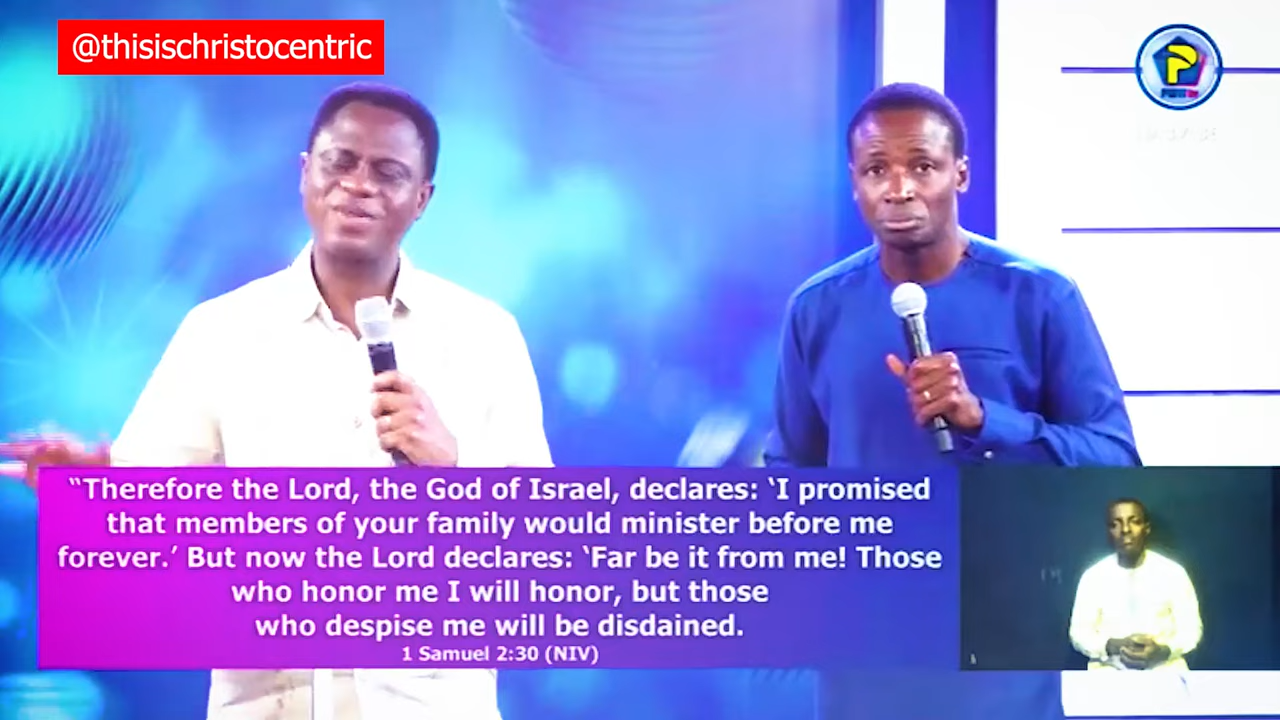 @thisischristocentric
P
“Therefore the Lord, the God of Israel, declares: ‘I promised
that members of your family would minister before me
forever.’ But now the Lord declares: ‘Far be it from me! Those
who honor me I will honor, but those
who despise me will be disdained.
1 Samuel 2:30 (NIV)